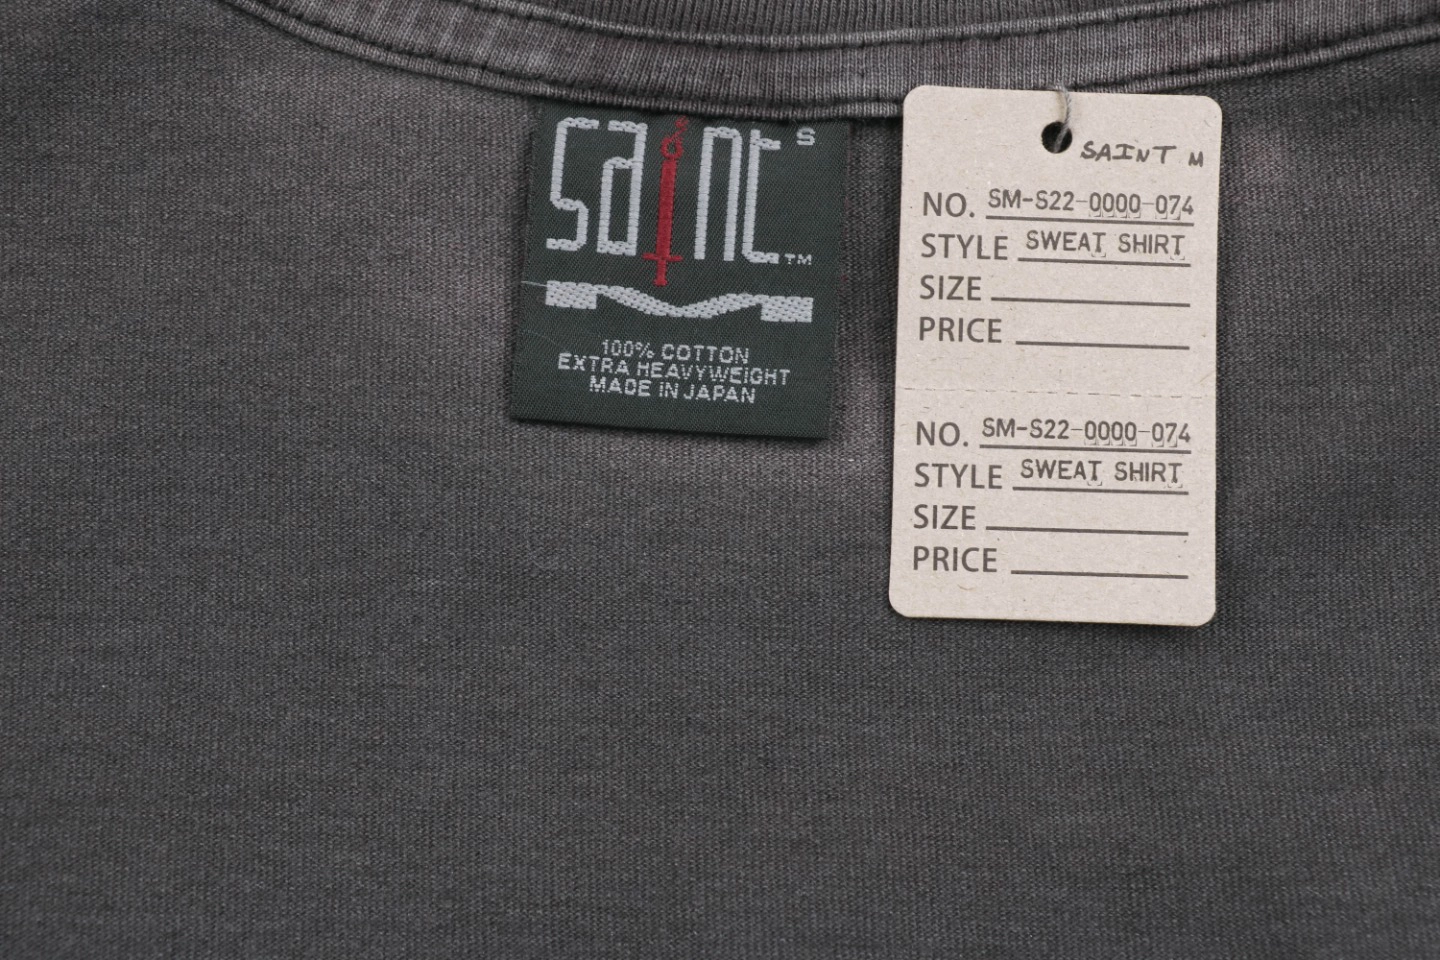 saint S
TM
100% COTTON
EXTRA HEAVYWEIGHT
MADE IN JAPAN
SAINT M
NO. SM-S22-0000-074
STYLE SWEAT SHIRT
SIZE
PRICE
NO. SM-S22-0000-074
STYLE SWEAT SHIRT
SIZE
PRICE